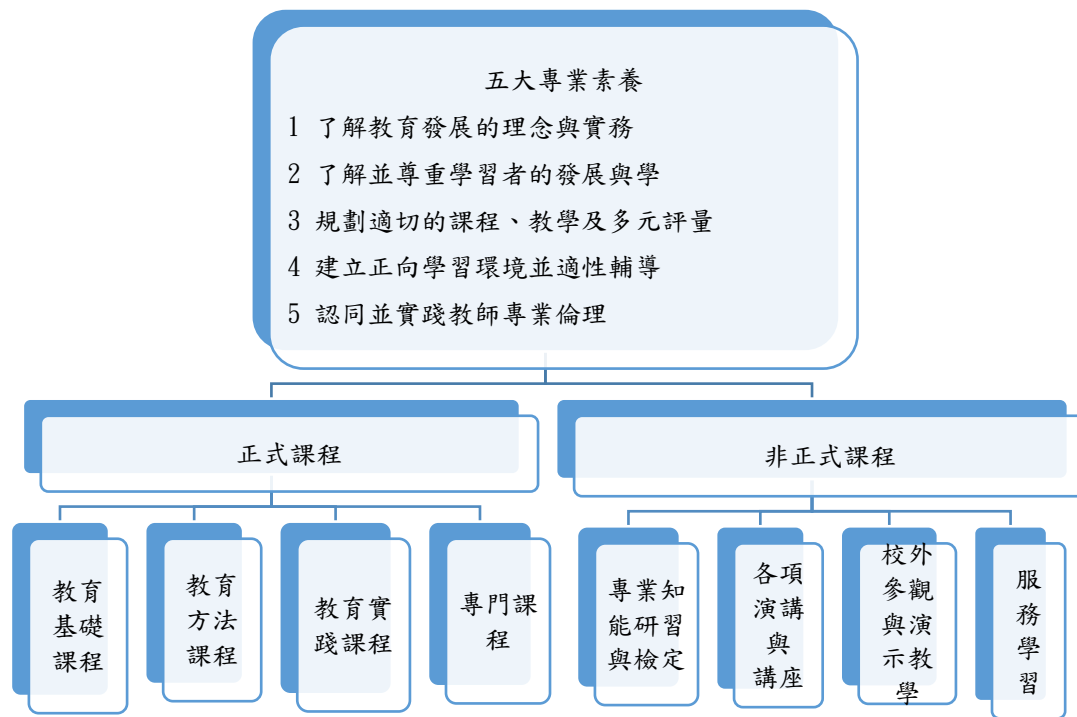 五大專業素養
1 了解教育發展的理念與實務
2 了解並尊重學習者的發展與學
3 規劃適切的課程、教學及多元評量
4 建立正向學習環境並適性輔導
5 認同並實踐教師專業倫理
正式課程
非正式課程
教育
基礎
課程
教育
方法
課程
教育實
踐課程
專門課
程
專業知
能研習
與檢定
各項
演講
與
講座
校外
參觀
與演
示教
學
服
務
學
習